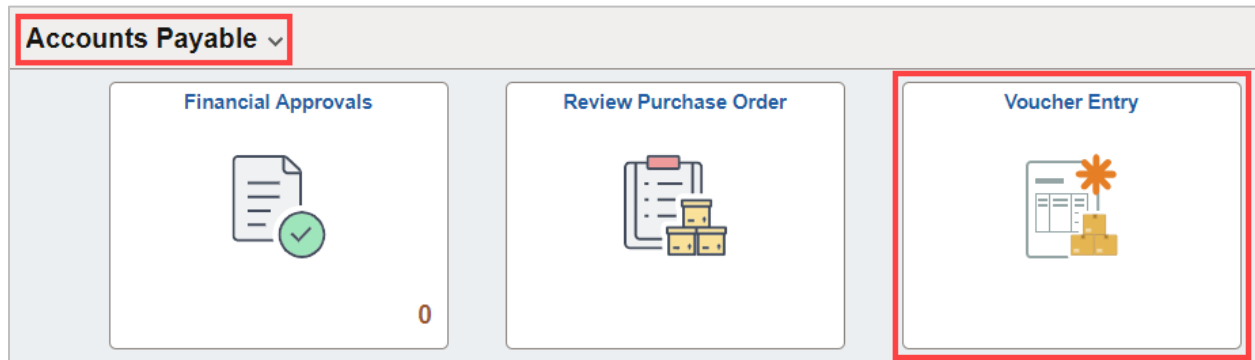 Accounts Payable
Financial Approvals
Review Purchase Order
Voucher Entry
0